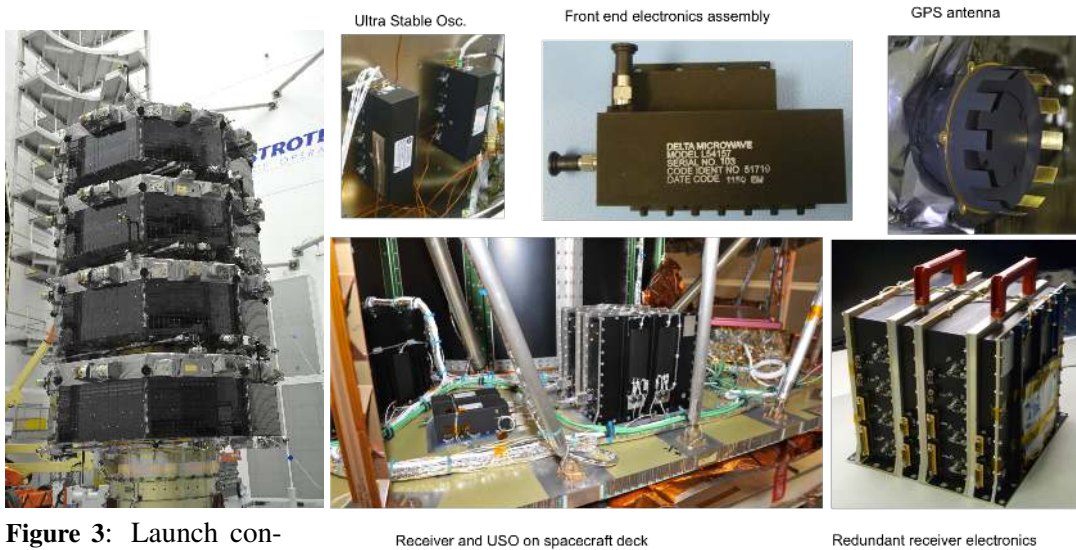 Ultra Stable Osc.
Front end electronics assembly
GPS antenna
STROTE
OPERA
DELTA MICROWAVE
MODEL L54157
SERIAL NO. 103
CODE IDENT NO 51710
DATE CODE 1150 EM
Figure 3: Launch con-
Receiver and USO on spacecraft deck
Redundant receiver electronics